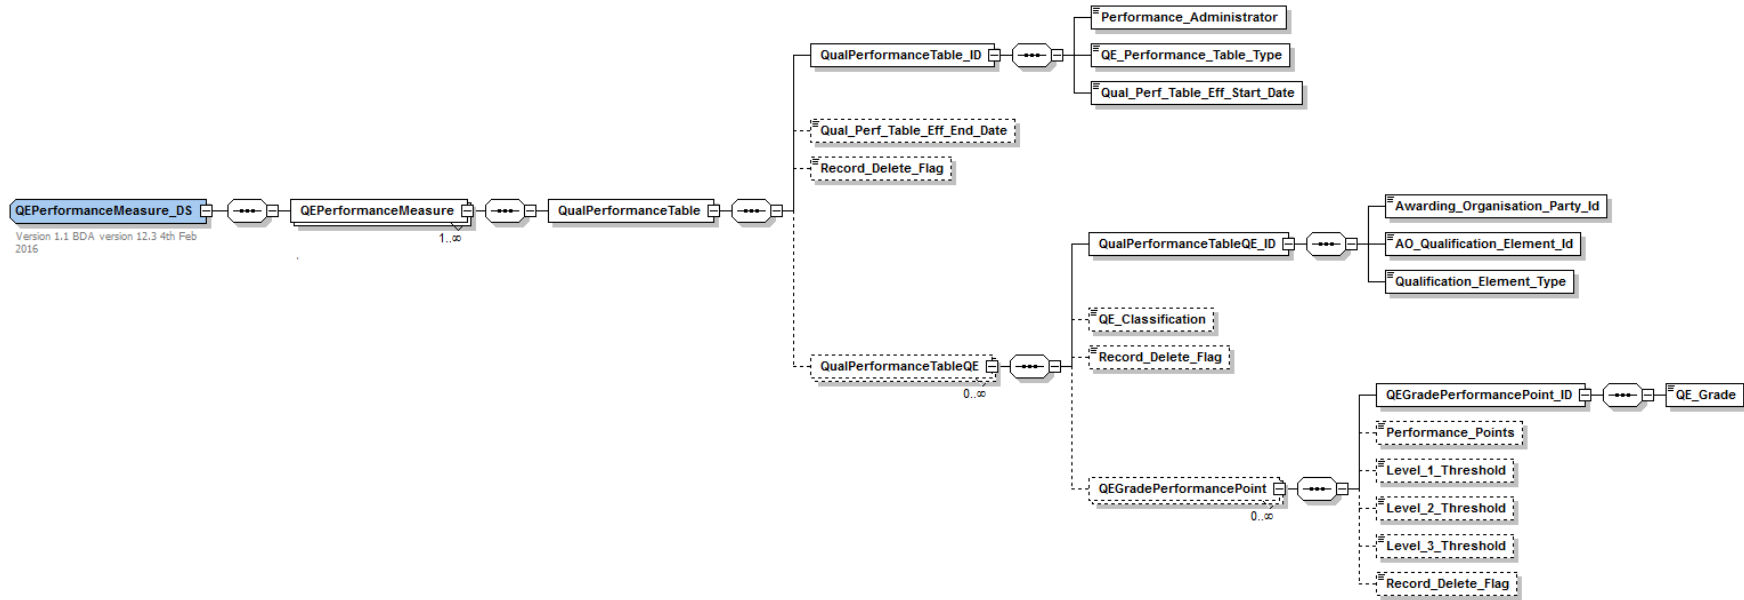 Performance_Administrator
QualPerformanceTable_ID
QE_Performance_Table_Type
Qual_Perf_Table_Eff_Start_Date
Qual_Perf_Table_Eff_End_Date
Record_Delete_Flag
QEPerformanceMeasure_DS
QEPerformanceMeasure
QualPerformanceTable
Version 1.1 BDA version 12.3 4th Feb
2016
1..∞
Awarding_Organisation_Party_Id
QualPerformanceTableQE_ID
AO_Qualification_Element_Id
Qualification_Element_Type
QE_Classification
Record_Delete_Flag
QualPerformanceTableQE
0..∞
QEGradePerformancePoint_ID
QE_Grade
Performance_Points
Level_1_Threshold
QEGradePerformancePoint
0..∞
Level_2_Threshold
Level_3_Threshold
Record_Delete_Flag